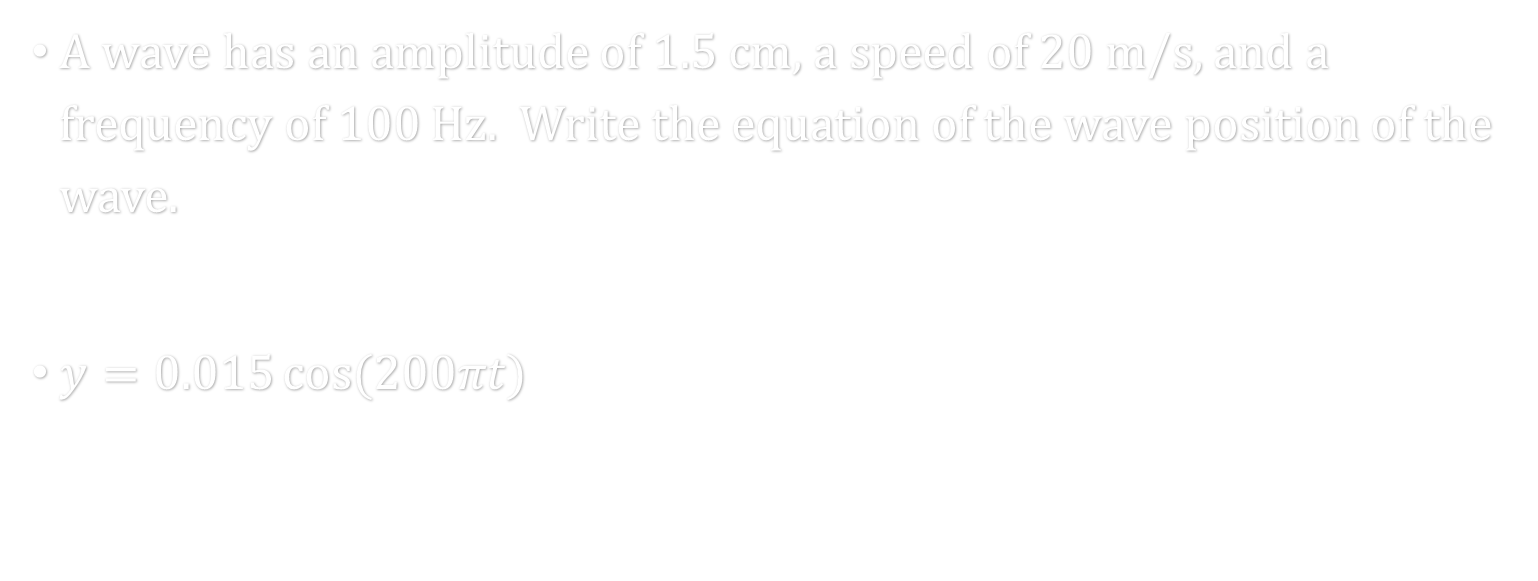 • A wave has an amplitude of 1.5 cm, a speed of 20 m/s, and a
frequency of 100 Hz.  Write the equation of the wave position of the
wave.
• 𝑦 = 0.015 cos(200𝜋𝑡)